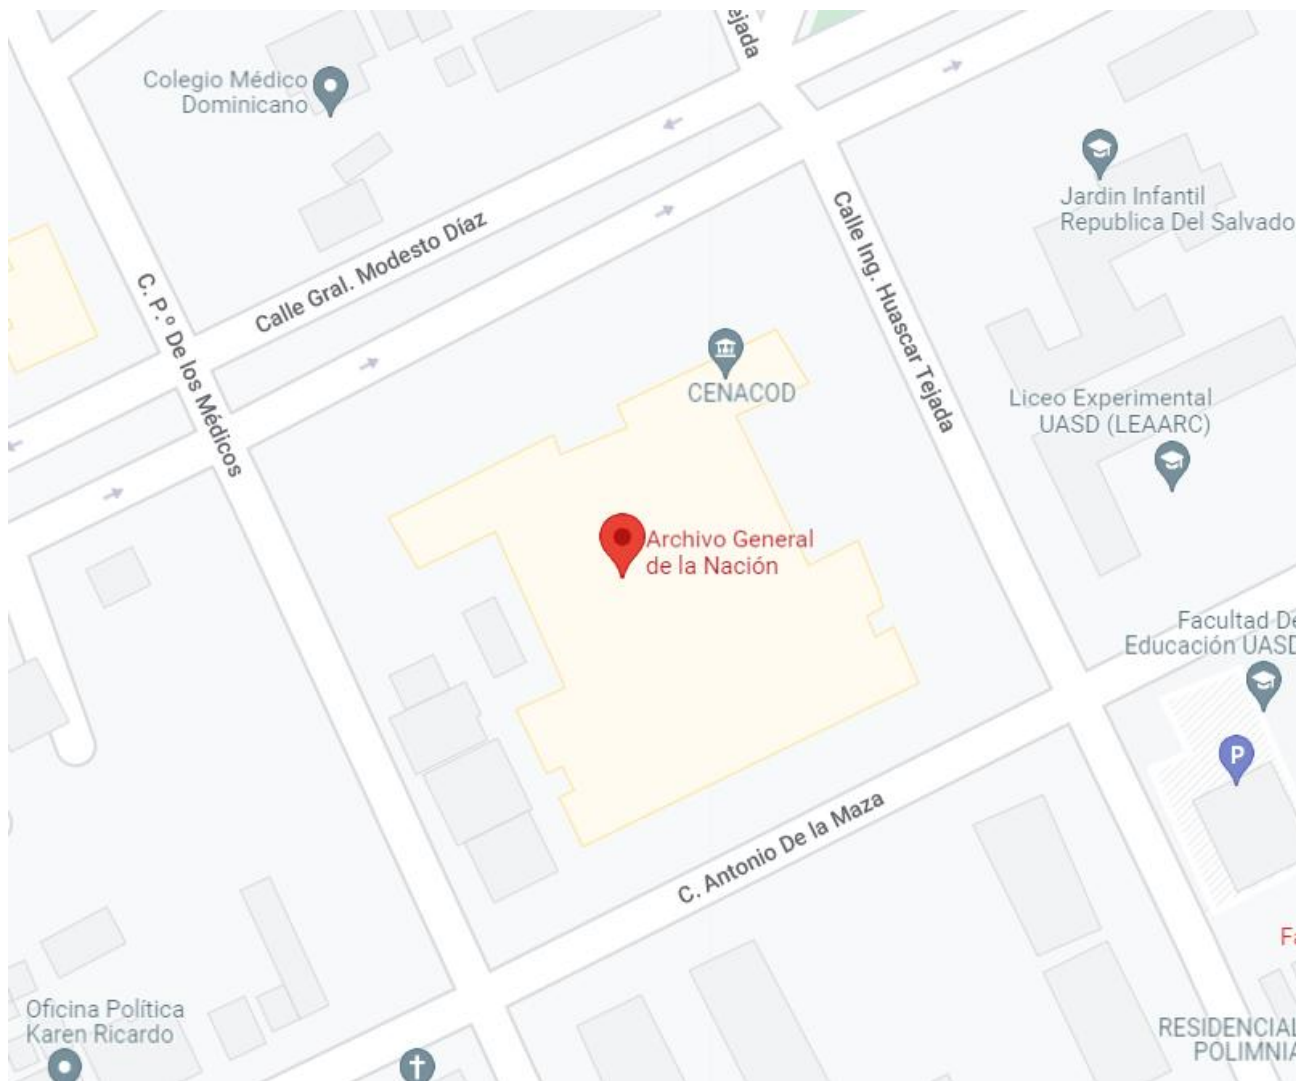 ejada
Colegio Médico
Dominicano
Jardin Infantil
Republica Del Salvado
Calle Gral. Modesto Díaz
C. P.º De los Médicos
Calle Ing. Huascar Tejada
CENACOD
Liceo Experimental
UASD (LEAARC)
Archivo General
de la Nación
Facultad De
Educación UASD
P
C. Antonio De la Maza
Fa
Oficina Política
Karen Ricardo
RESIDENCIAL
POLIMNIA